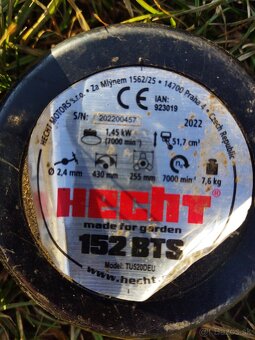 HECHT MOTORS s.r.o. • Za Mlýnem 1562/25 • 14700 Praha 4 • Czech Republic
CE
IAN:
923019
S/N:
202200457
2022
1,45 kW
(7000 min⁻¹)
51,7 cm³
Ø 2,4 mm
430 mm
255 mm
7000 min⁻¹
7,6 kg
HECHT
made for garden
152 BTS
Model: TU520DEU
www.hecht